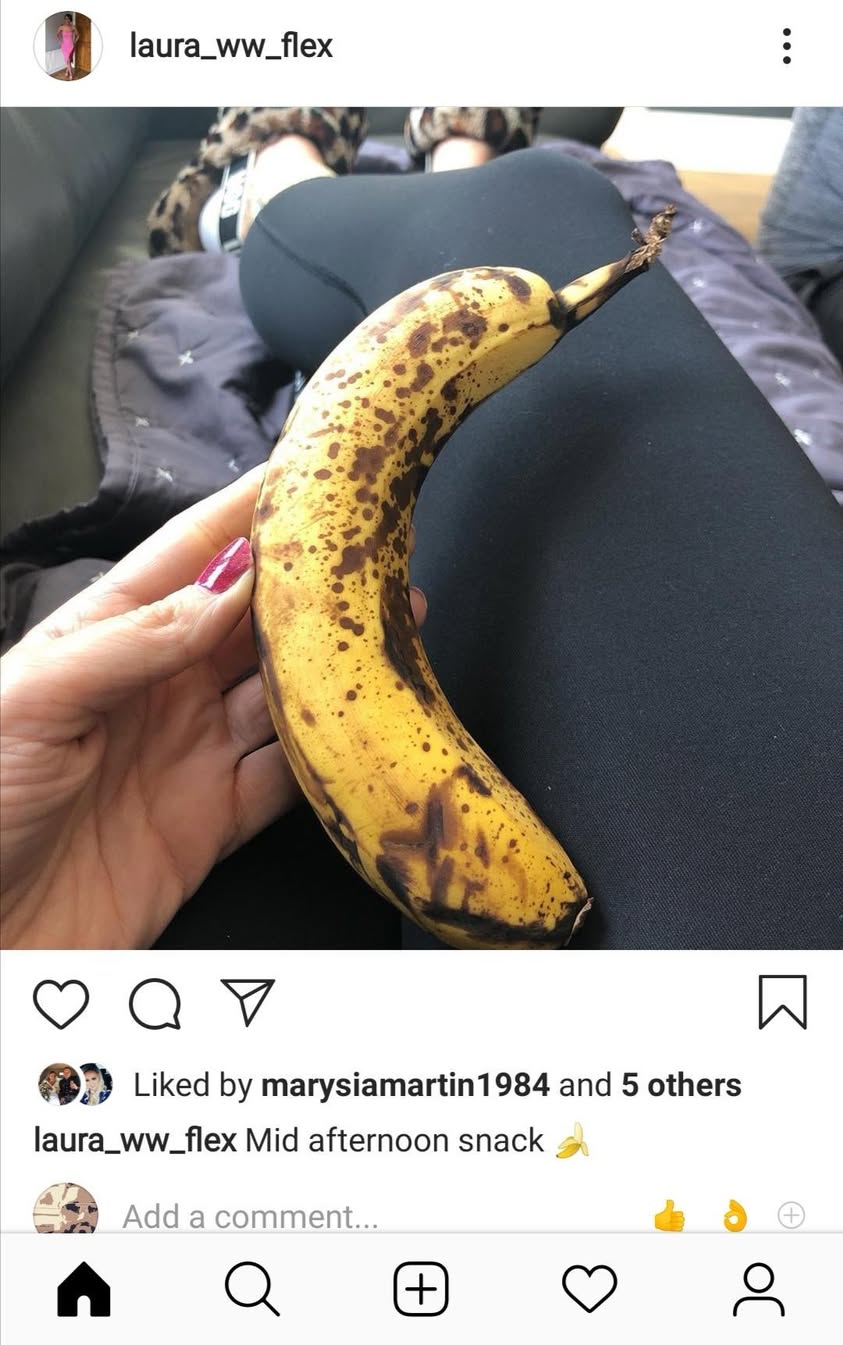 laura_ww_flex
Liked by marysiamartin1984 and 5 others
laura_ww_flex Mid afternoon snack 🍌
Add a comment...